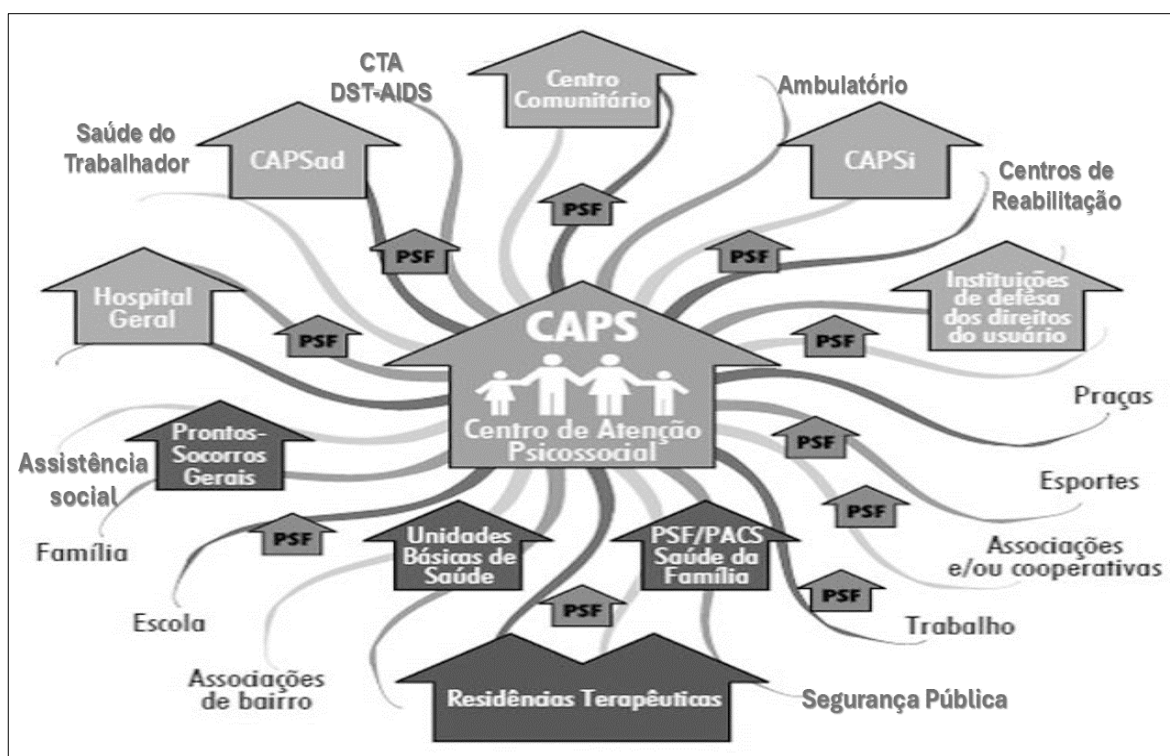 CTA
DST-AIDS
Centro
Comunitário
Ambulatório
Saúde do
Trabalhador
CAPSad
CAPSi
Centros de
Reabilitação
PSF
PSF
PSF
Hospital
Geral
Instituições
de defesa
dos direitos
do usuário
PSF
PSF
CAPS
Centro de Atenção
Psicossocial
Praças
Prontos-
Socorros
Gerais
PSF
Assistência
social
Esportes
Família
PSF
Unidades
Básicas de
Saúde
PSF/PACS
Saúde da
Família
PSF
Associações
e/ou cooperativas
Escola
PSF
PSF
Trabalho
Associações
de bairro
Residências Terapêuticas
Segurança Pública